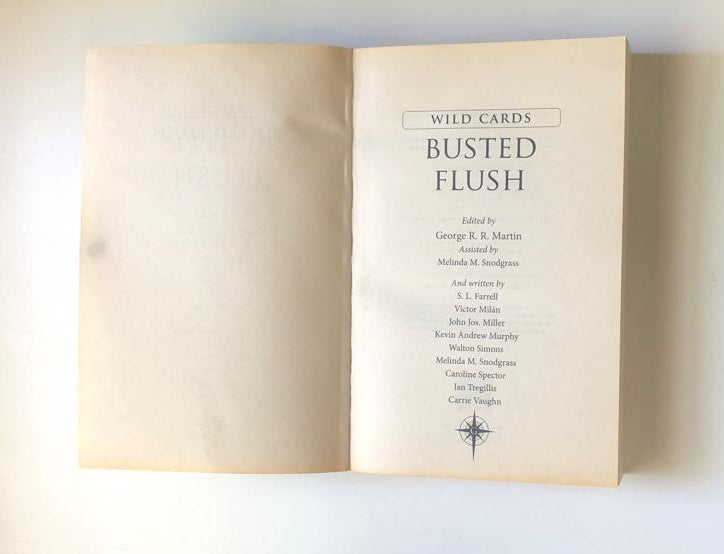 WILD CARDS
BUSTED
FLUSH
Edited by
George R. R. Martin
Assisted by
Melinda M. Snodgrass
And written by
S. L. Farrell
Victor Milán
John Jos. Miller
Kevin Andrew Murphy
Walton Simons
Melinda M. Snodgrass
Caroline Spector
Ian Tregillis
Carrie Vaughn